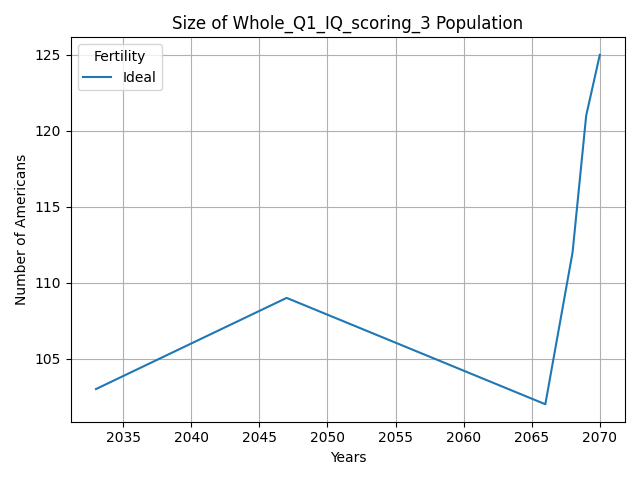 Size of Whole_Q1_IQ_scoring_3 Population
Fertility
Ideal
Number of Americans
125
120
115
110
105
2035 2040 2045 2050 2055 2060 2065 2070
Years